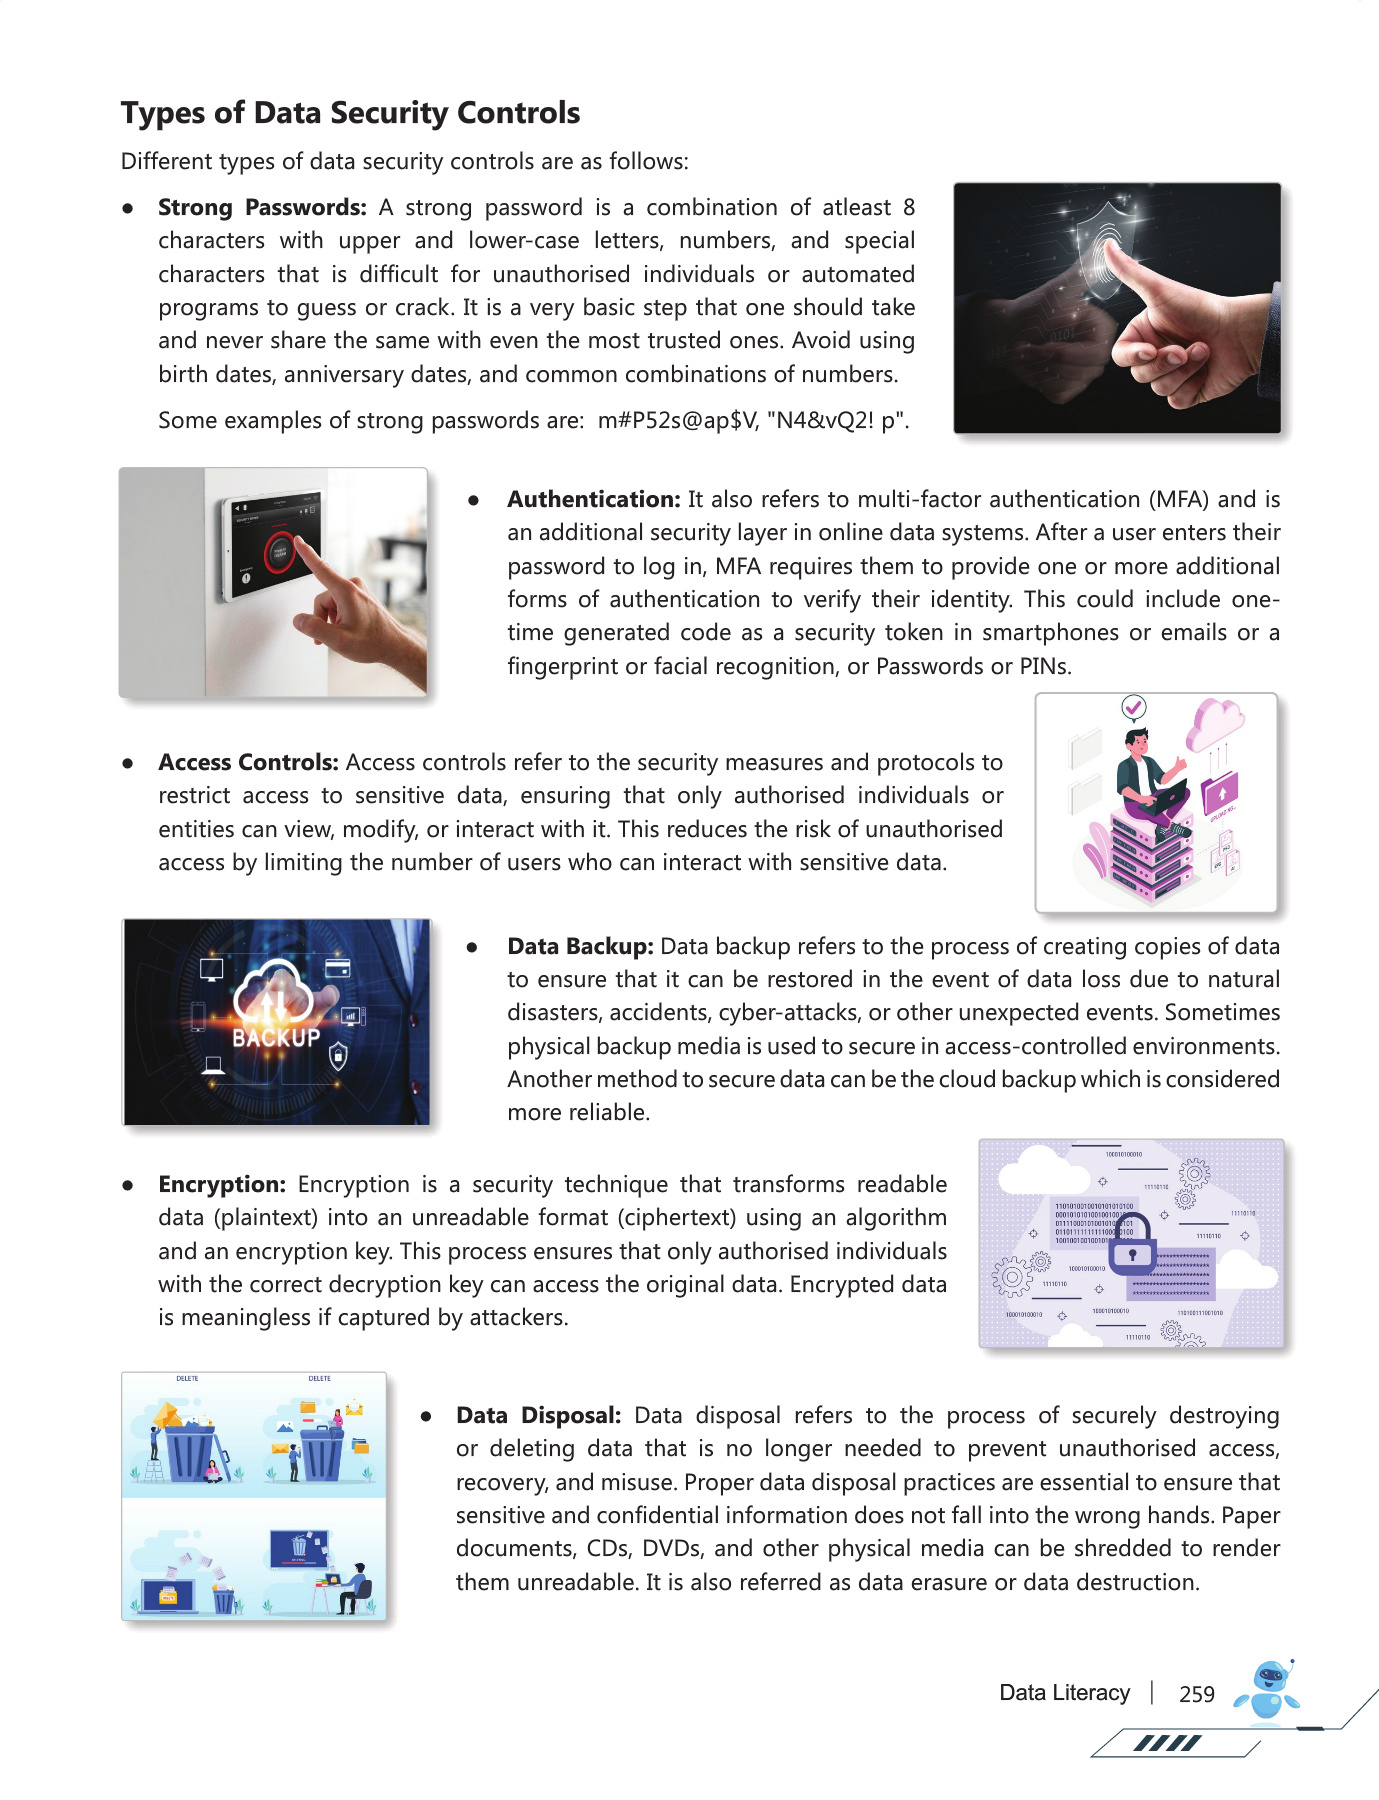 Types of Data Security Controls
Different types of data security controls are as follows:
● Strong Passwords: A strong password is a combination of atleast 8
characters with upper and lower-case letters, numbers, and special
characters that is difficult for unauthorised individuals or automated
programs to guess or crack. It is a very basic step that one should take
and never share the same with even the most trusted ones. Avoid using
birth dates, anniversary dates, and common combinations of numbers.
Some examples of strong passwords are: m#P52s@ap$V, "N4&vQ2! p".
● Authentication: It also refers to multi-factor authentication (MFA) and is
an additional security layer in online data systems. After a user enters their
password to log in, MFA requires them to provide one or more additional
forms of authentication to verify their identity. This could include one-
time generated code as a security token in smartphones or emails or a
fingerprint or facial recognition, or Passwords or PINs.
● Access Controls: Access controls refer to the security measures and protocols to
restrict access to sensitive data, ensuring that only authorised individuals or
entities can view, modify, or interact with it. This reduces the risk of unauthorised
access by limiting the number of users who can interact with sensitive data.
UPLOADING...
BACKUP
● Data Backup: Data backup refers to the process of creating copies of data
to ensure that it can be restored in the event of data loss due to natural
disasters, accidents, cyber-attacks, or other unexpected events. Sometimes
physical backup media is used to secure in access-controlled environments.
Another method to secure data can be the cloud backup which is considered
more reliable.
● Encryption: Encryption is a security technique that transforms readable
data (plaintext) into an unreadable format (ciphertext) using an algorithm
and an encryption key. This process ensures that only authorised individuals
with the correct decryption key can access the original data. Encrypted data
is meaningless if captured by attackers.
100010100010
11110110
11110110
11110110
100010100010
11110110
100010100010
100010100010
110100111001010
11110110
DELETE
DELETE
● Data Disposal: Data disposal refers to the process of securely destroying
or deleting data that is no longer needed to prevent unauthorised access,
recovery, and misuse. Proper data disposal practices are essential to ensure that
sensitive and confidential information does not fall into the wrong hands. Paper
documents, CDs, DVDs, and other physical media can be shredded to render
them unreadable. It is also referred as data erasure or data destruction.
Data Literacy | 259